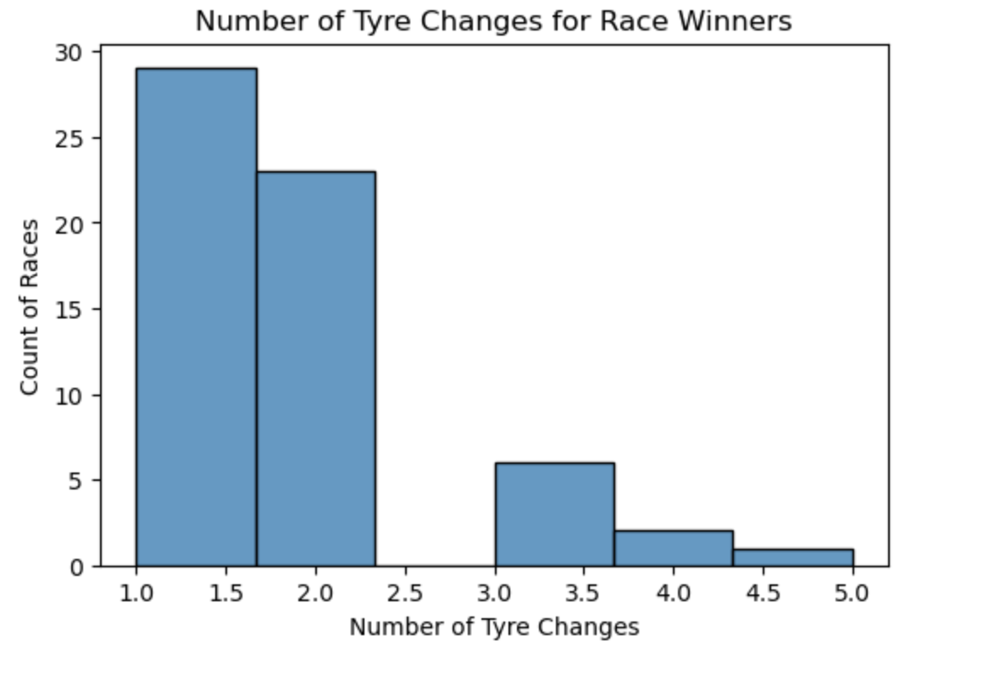 Number of Tyre Changes for Race Winners
30
25
20
15
10
5
0
Count of Races
1.0 1.5 2.0 2.5 3.0 3.5 4.0 4.5 5.0
Number of Tyre Changes